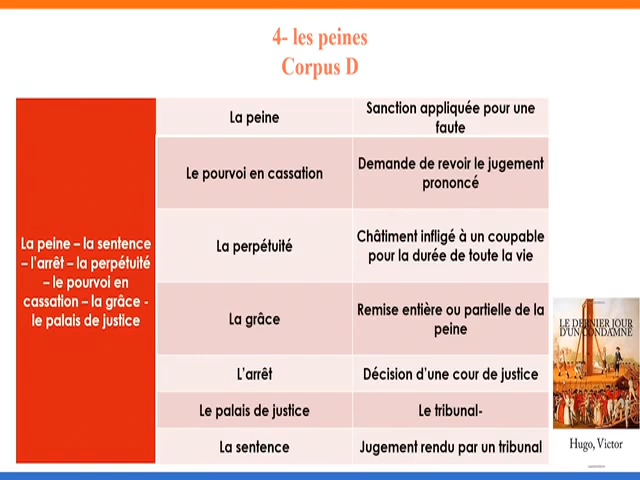 4- les peines
Corpus D
La peine – la sentence
– l'arrêt – la perpétuité
– le pourvoi en
cassation – la grâce -
le palais de justice
La peine
Sanction appliquée pour une
faute
Le pourvoi en cassation
Demande de revoir le jugement
prononcé
La perpétuité
Châtiment infligé à un coupable
pour la durée de toute la vie
La grâce
Remise entière ou partielle de la
peine
L'arrêt
Décision d'une cour de justice
Le palais de justice
Le tribunal-
La sentence
Jugement rendu par un tribunal
LE DERNIER JOUR
D'UN CONDAMNÉ
Hugo, Victor